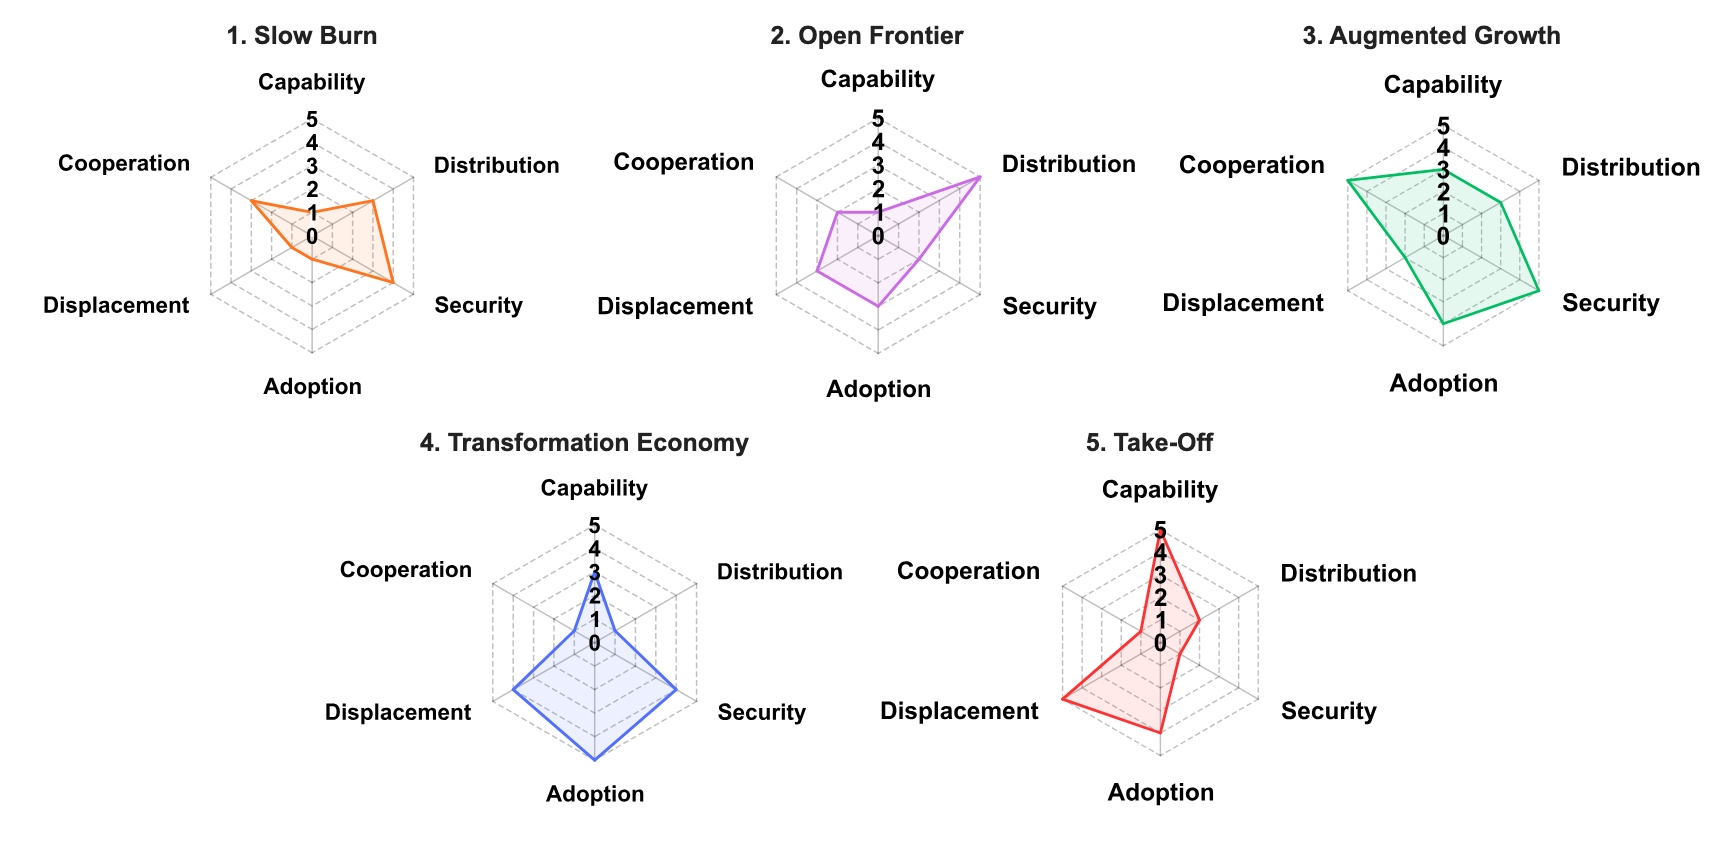 1. Slow Burn
Capability
5
4
3
2
1
0
Cooperation
Distribution
Displacement
Security
Adoption
2. Open Frontier
Capability
5
4
3
2
1
0
Cooperation
Distribution
Displacement
Security
Adoption
3. Augmented Growth
Capability
5
4
3
2
1
0
Cooperation
Distribution
Displacement
Security
Adoption
4. Transformation Economy
Capability
5
4
3
2
1
0
Cooperation
Distribution
Displacement
Security
Adoption
5. Take-Off
Capability
5
4
3
2
1
0
Cooperation
Distribution
Displacement
Security
Adoption